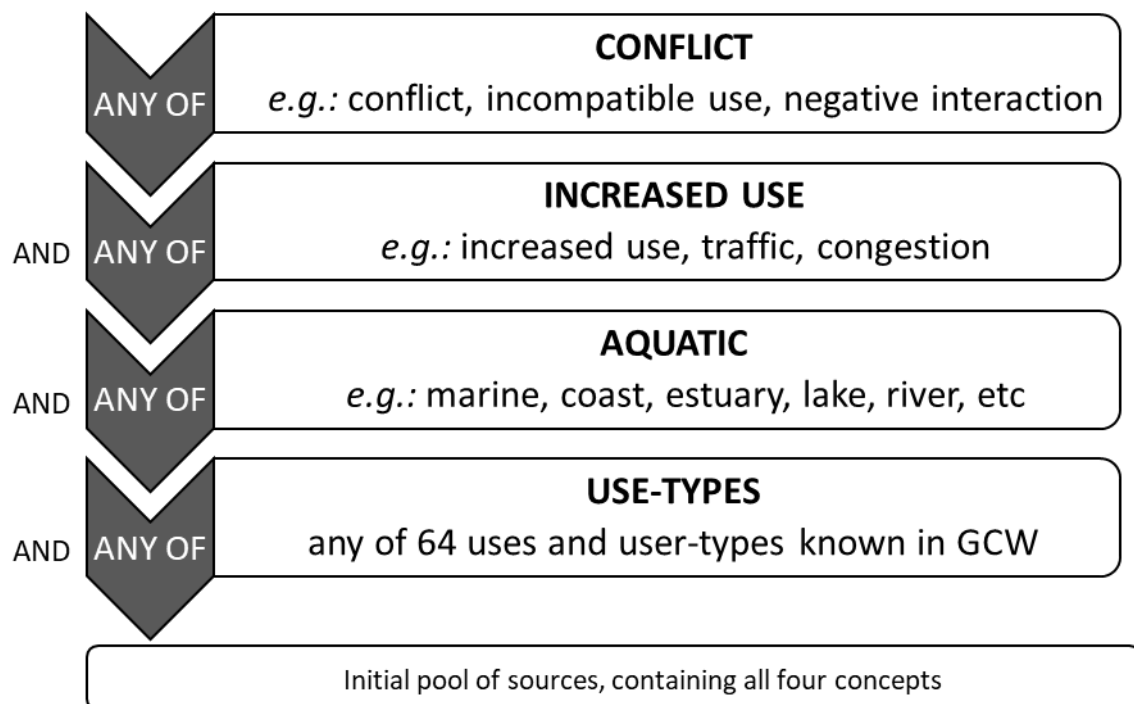 CONFLICT
ANY OF e.g.: conflict, incompatible use, negative interaction
INCREASED USE
AND ANY OF e.g.: increased use, traffic, congestion
AQUATIC
AND ANY OF e.g.: marine, coast, estuary, lake, river, etc
USE-TYPES
AND ANY OF any of 64 uses and user-types known in GCW
Initial pool of sources, containing all four concepts